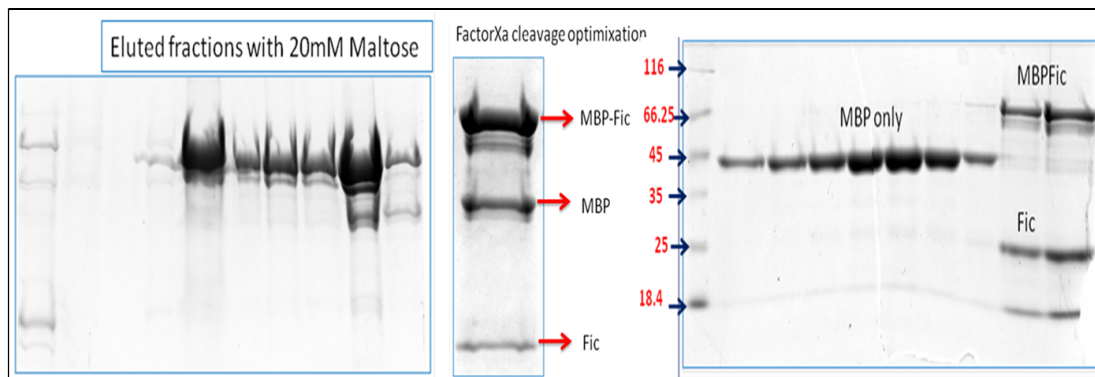 Eluted fractions with 20mM Maltose
FactorXa cleavage optimixation
MBP-Fic
MBP
Fic
116
66.25
45
35
25
18.4
MBP only
MBPFic
Fic